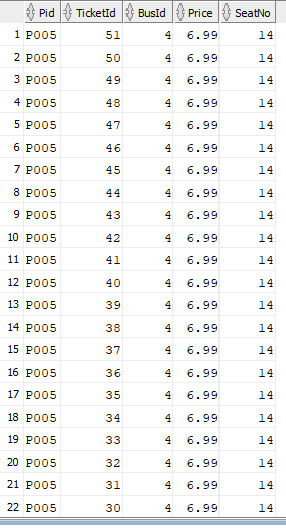 Pid TicketId BusId Price SeatNo
1 P005 51 4 6.99 14
2 P005 50 4 6.99 14
3 P005 49 4 6.99 14
4 P005 48 4 6.99 14
5 P005 47 4 6.99 14
6 P005 46 4 6.99 14
7 P005 45 4 6.99 14
8 P005 44 4 6.99 14
9 P005 43 4 6.99 14
10 P005 42 4 6.99 14
11 P005 41 4 6.99 14
12 P005 40 4 6.99 14
13 P005 39 4 6.99 14
14 P005 38 4 6.99 14
15 P005 37 4 6.99 14
16 P005 36 4 6.99 14
17 P005 35 4 6.99 14
18 P005 34 4 6.99 14
19 P005 33 4 6.99 14
20 P005 32 4 6.99 14
21 P005 31 4 6.99 14
22 P005 30 4 6.99 14